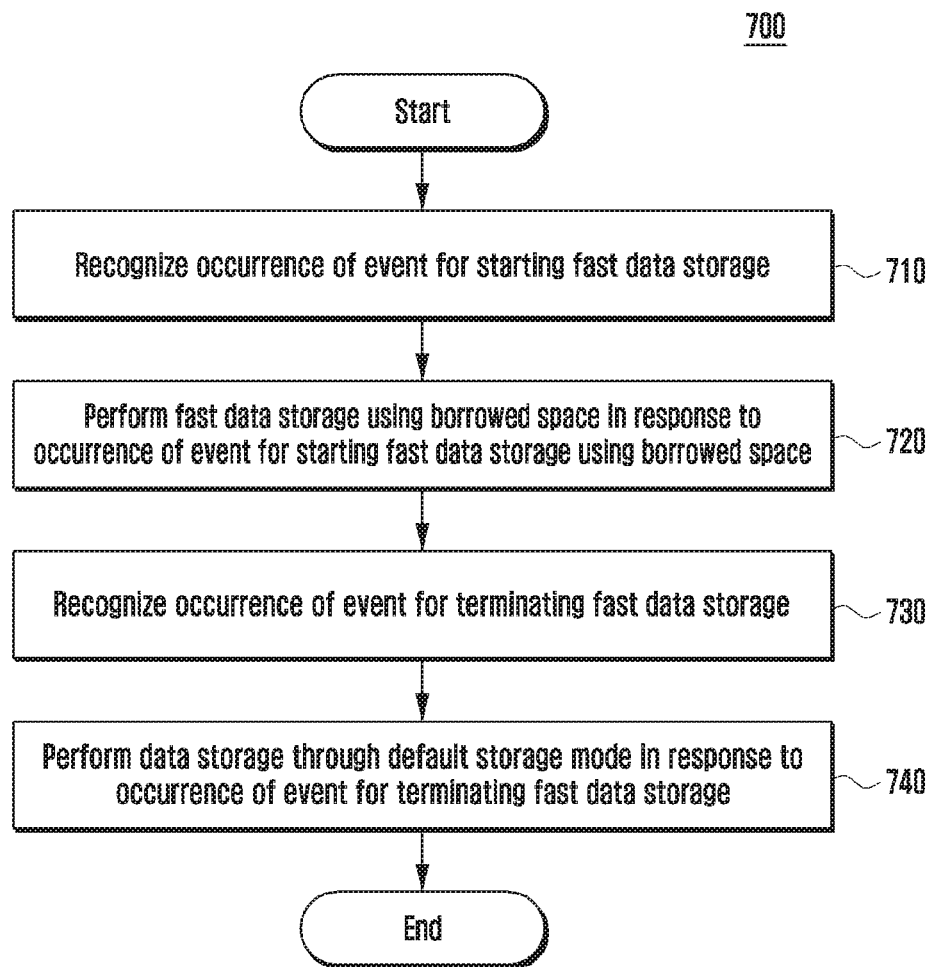 700
Start
Recognize occurrence of event for starting fast data storage
710
Perform fast data storage using borrowed space in response to
occurrence of event for starting fast data storage using borrowed space
720
Recognize occurrence of event for terminating fast data storage
730
Perform data storage through default storage mode in response to
occurrence of event for terminating fast data storage
740
End